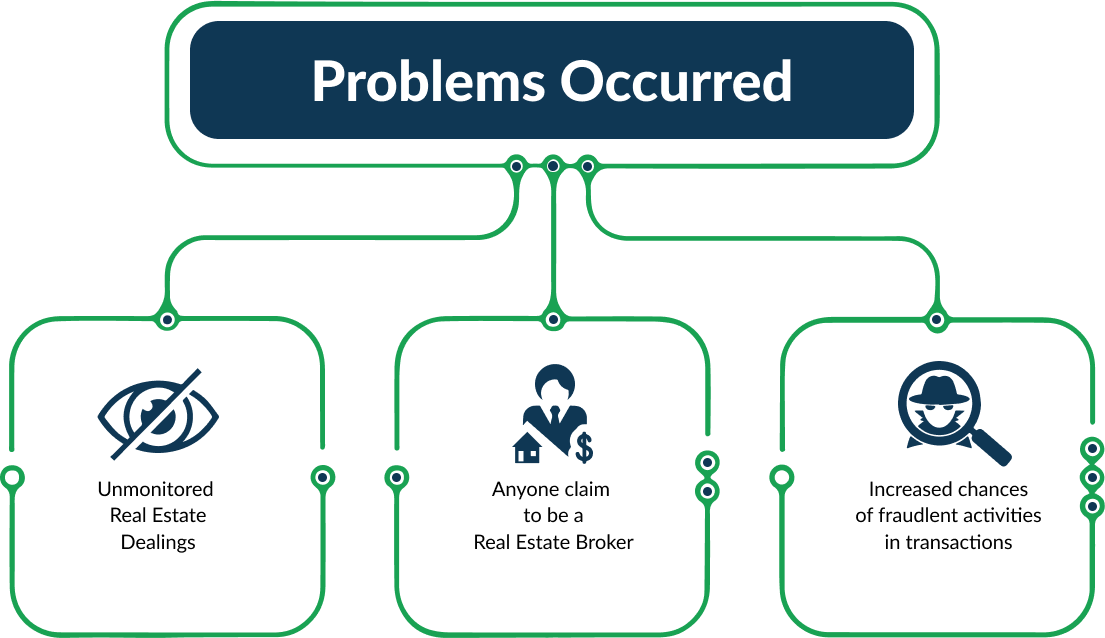 Problems Occurred
Unmonitored
Real Estate
Dealings
Anyone claim
to be a
Real Estate Broker
Increased chances
of fraudlent activities
in transactions